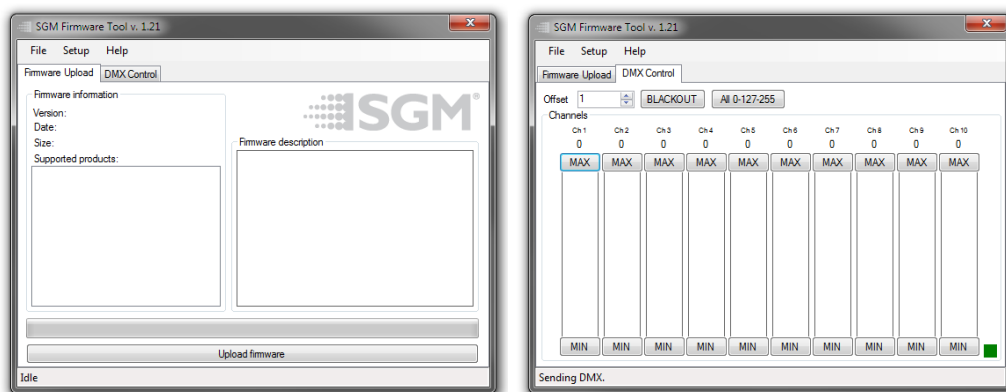 SGM Firmware Tool v. 1.21
File Setup Help
Firmware Upload DMX Control
Firmware information
Version:
Date:
Size:
Supported products:
SGM®
Firmware description
Upload firmware
Idle
SGM Firmware Tool v. 1.21
File Setup Help
Firmware Upload DMX Control
Offset 1 BLACKOUT All 0-127-255
Channels
Ch 1 Ch 2 Ch 3 Ch 4 Ch 5 Ch 6 Ch 7 Ch 8 Ch 9 Ch 10
0 0 0 0 0 0 0 0 0 0
MAX MAX MAX MAX MAX MAX MAX MAX MAX MAX
MIN MIN MIN MIN MIN MIN MIN MIN MIN MIN
Sending DMX.